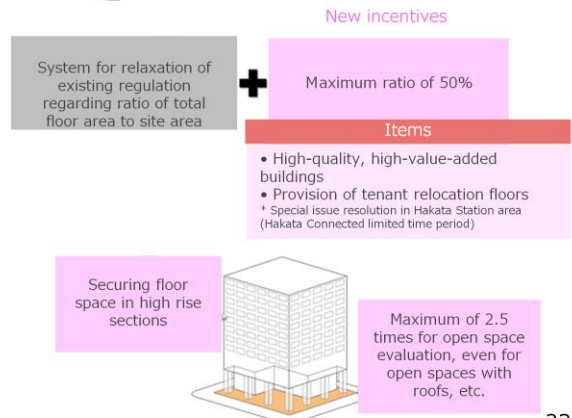 New incentives
System for relaxation of
existing regulation
regarding ratio of total
floor area to site area
Maximum ratio of 50%
Items
• High-quality, high-value-added
buildings
• Provision of tenant relocation floors
* Special issue resolution in Hakata Station area
(Hakata Connected limited time period)
Securing floor
space in high rise
sections
Maximum of 2.5
times for open space
evaluation, even for
open spaces with
roofs, etc.